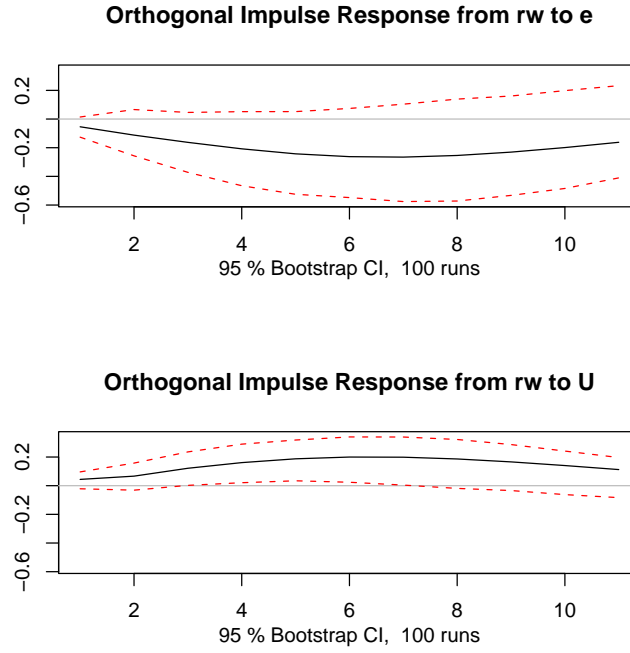 Orthogonal Impulse Response from rw to e
0.2
−0.2
−0.6
2 4 6 8 10
95 % Bootstrap CI,  100 runs
Orthogonal Impulse Response from rw to U
0.2
−0.2
−0.6
2 4 6 8 10
95 % Bootstrap CI,  100 runs